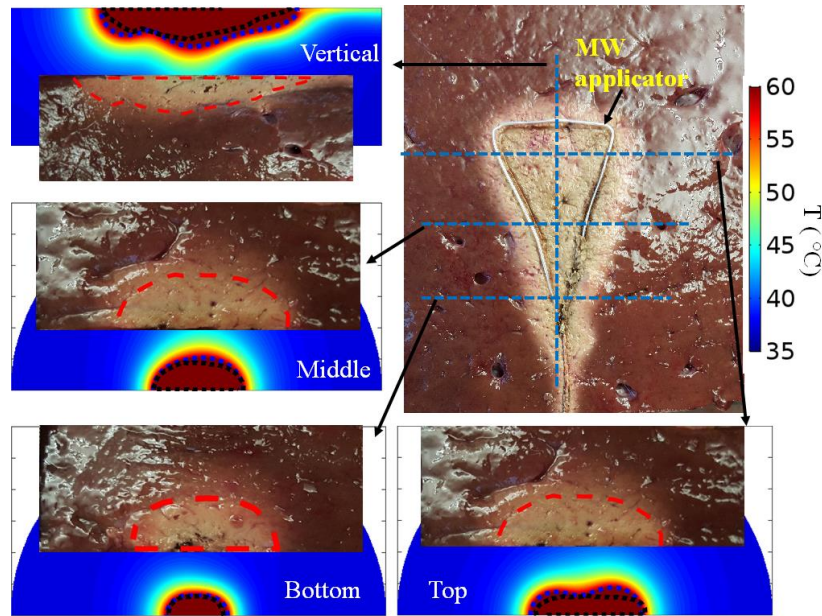 Vertical
MW
applicator
60
55
50
45
40
35
T (°C)
Middle
Bottom
Top